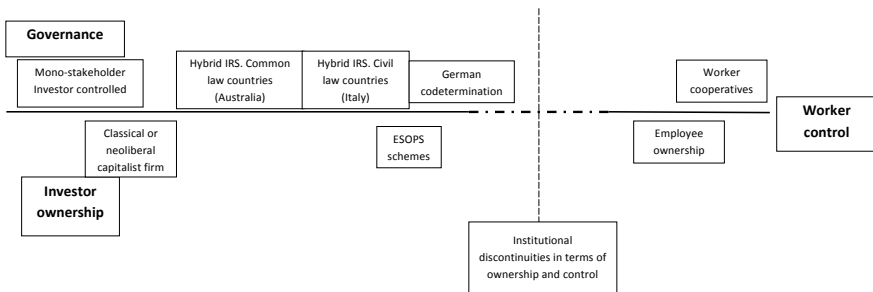 Governance
Mono-stakeholder
Investor controlled
Hybrid IRS. Common
law countries
(Australia)
Hybrid IRS. Civil
law countries
(Italy)
German
codetermination
Worker
cooperatives
Worker
control
Classical or
neoliberal
capitalist firm
ESOPS
schemes
Employee
ownership
Investor
ownership
Institutional
discontinuities in terms of
ownership and control